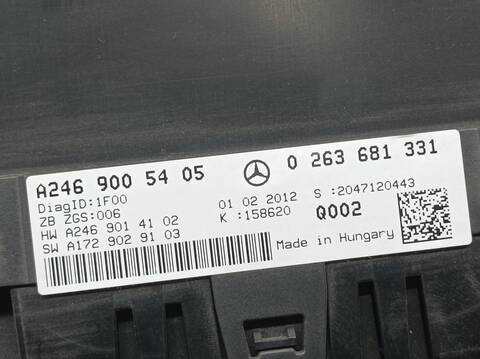 A246 900 54 05 0 263 681 331
DiagID:1F00 01 02 2012 S :2047120443
ZB ZGS:006 K :158620 Q002
HW A246 901 41 02
SW A172 902 91 03 Made in Hungary